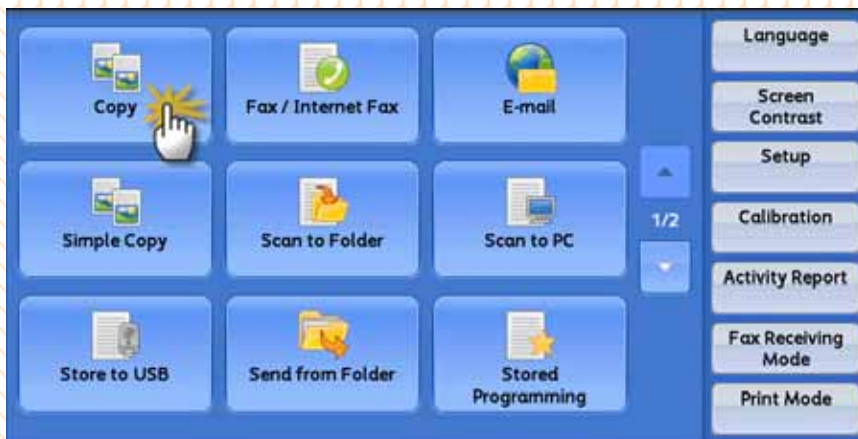 Copy
Fax / Internet Fax
E-mail
Simple Copy
Scan to Folder
Scan to PC
Store to USB
Send from Folder
Stored
Programming
1/2
Language
Screen
Contrast
Setup
Calibration
Activity Report
Fax Receiving
Mode
Print Mode